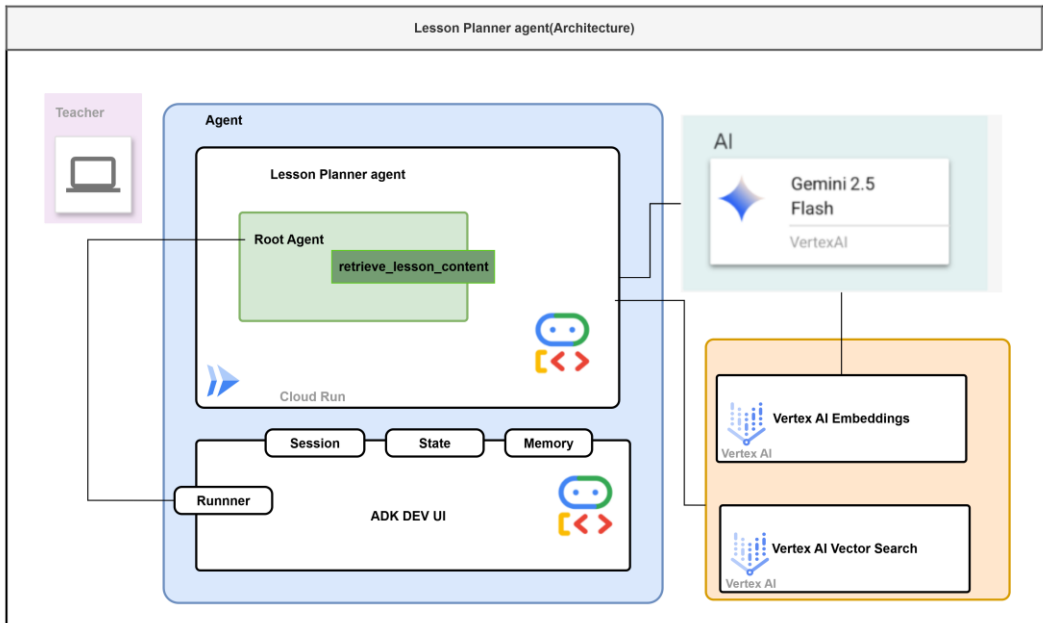 Lesson Planner agent(Architecture)
Teacher
Agent
Lesson Planner agent
Root Agent
retrieve_lesson_content
Cloud Run
Session
State
Memory
Runnner
ADK DEV UI
AI
Gemini 2.5
Flash
VertexAI
Vertex AI Embeddings
Vertex AI
Vertex AI Vector Search
Vertex AI